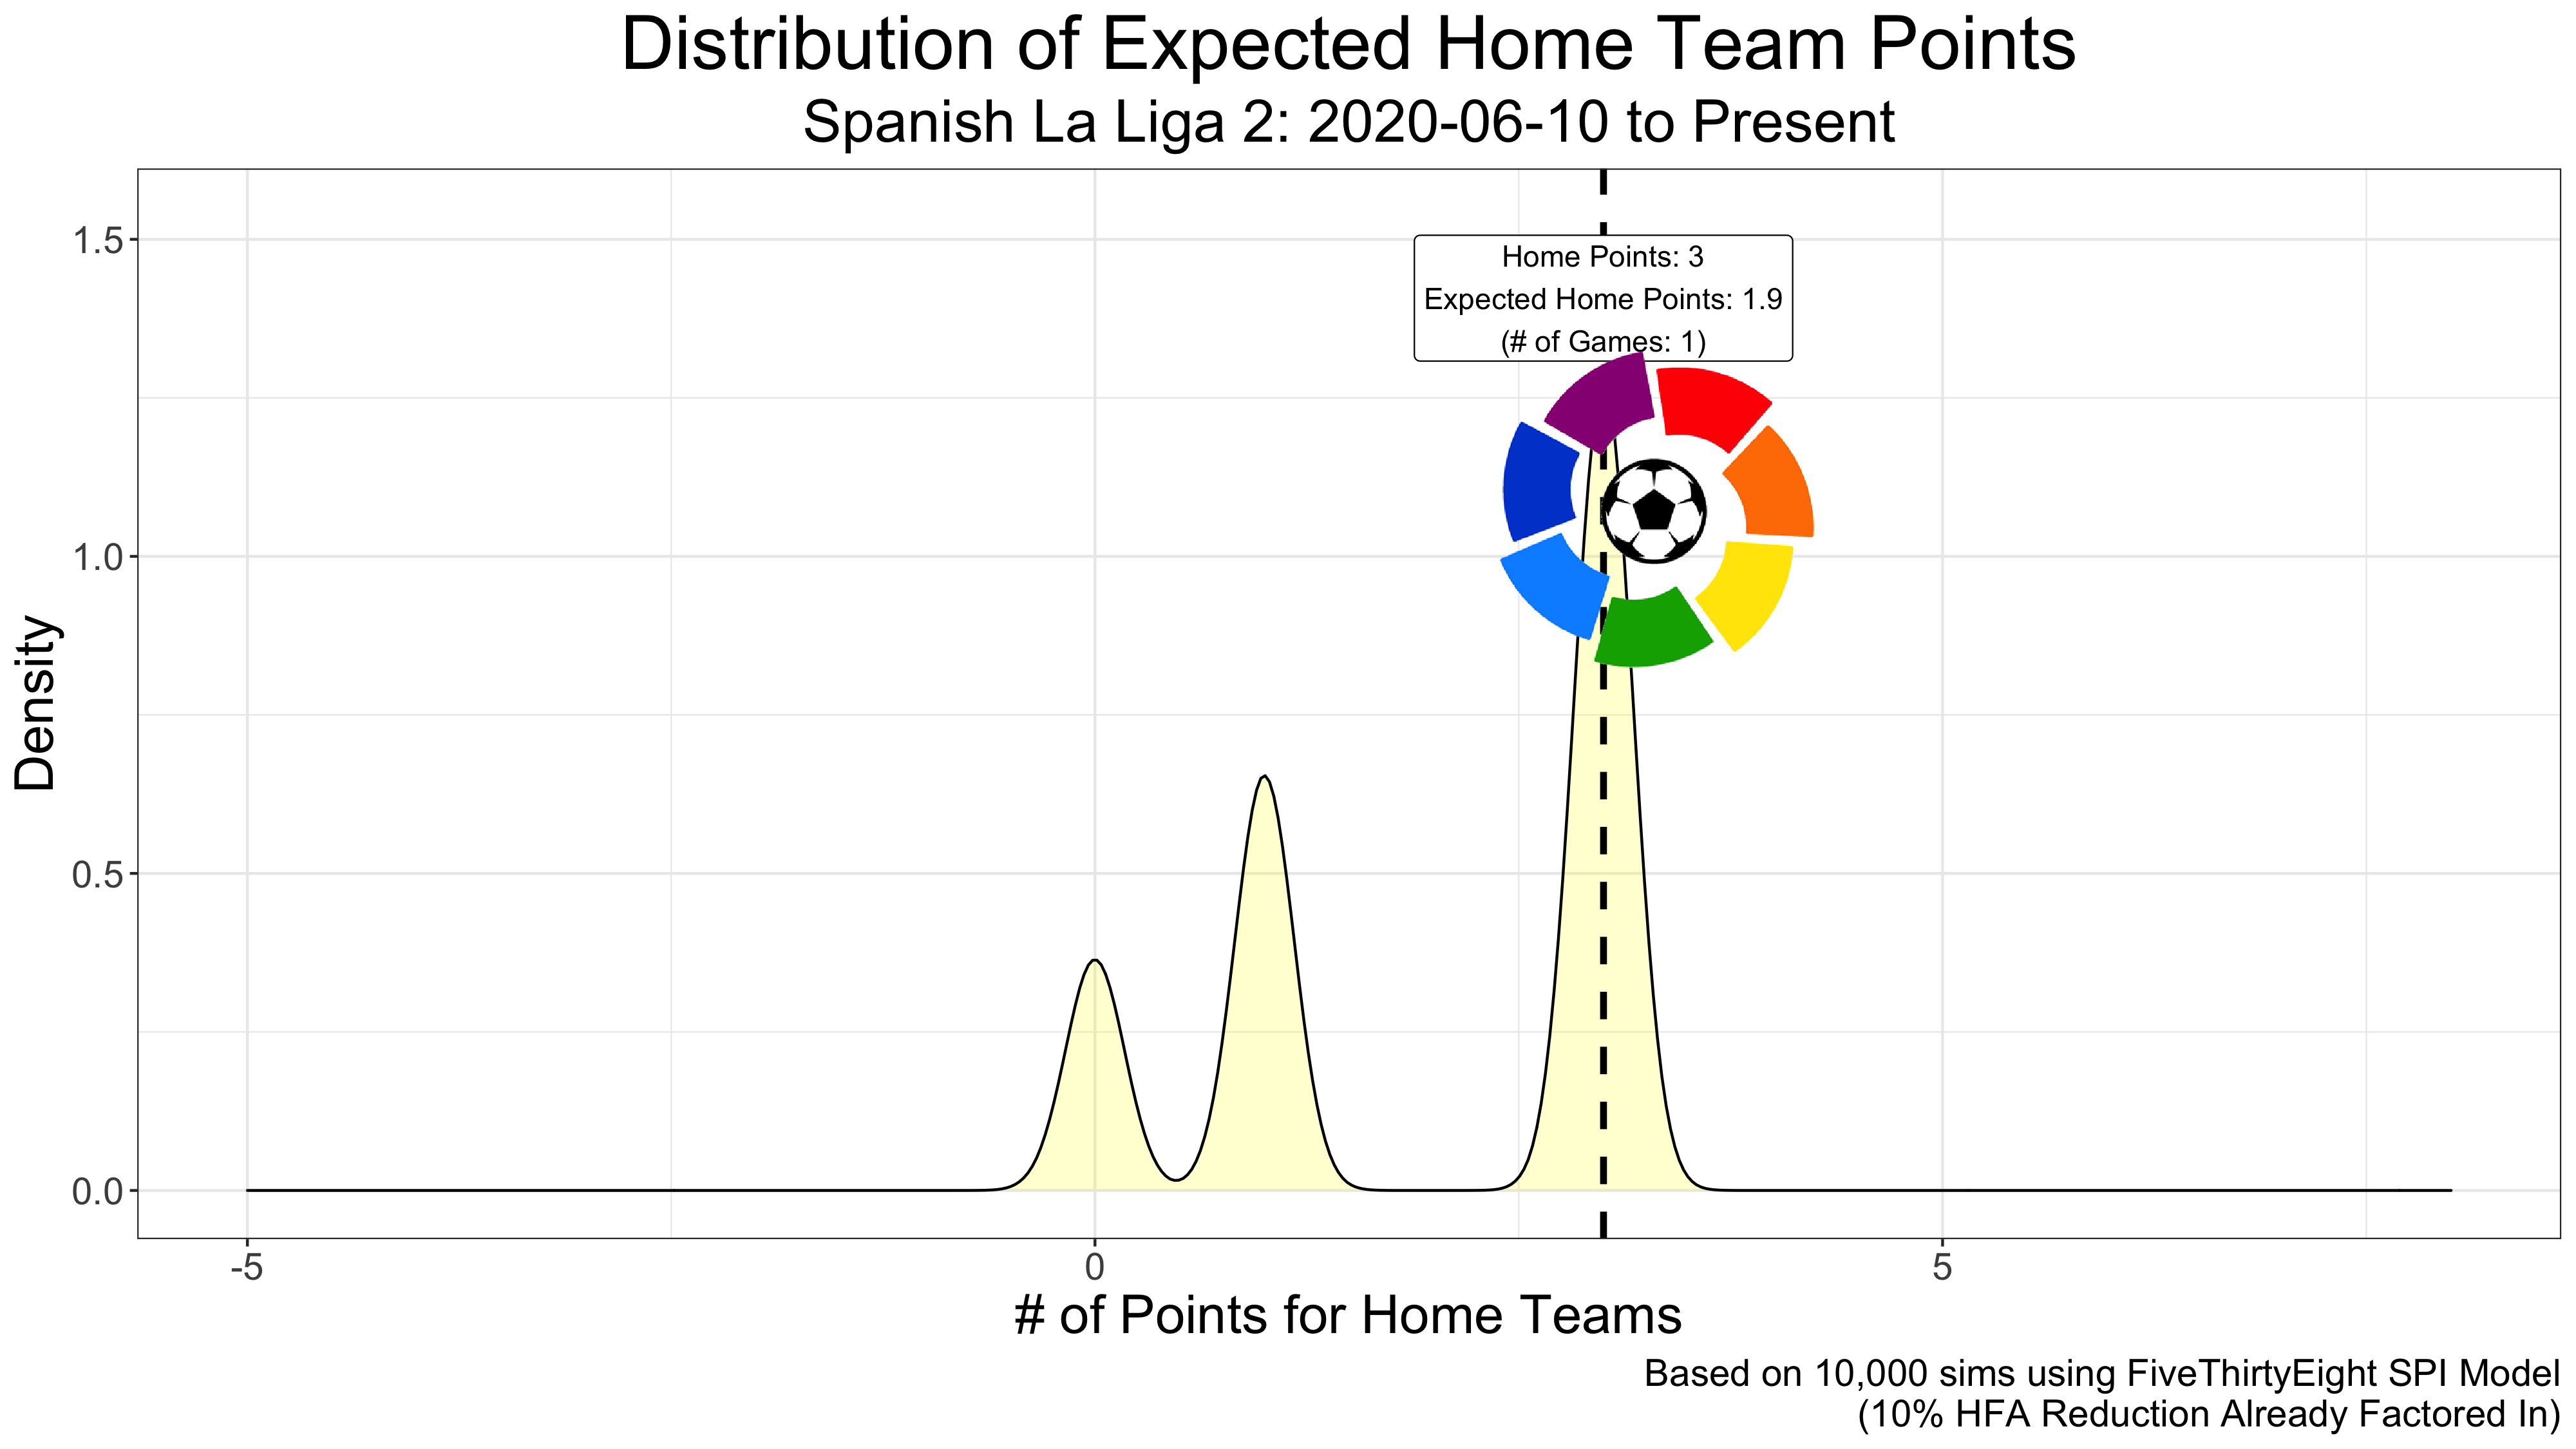 Distribution of Expected Home Team Points
Spanish La Liga 2: 2020-06-10 to Present
Home Points: 3
Expected Home Points: 1.9
(# of Games: 1)
Density
1.5
1.0
0.5
0.0
-5
0
5
# of Points for Home Teams
Based on 10,000 sims using FiveThirtyEight SPI Model
(10% HFA Reduction Already Factored In)